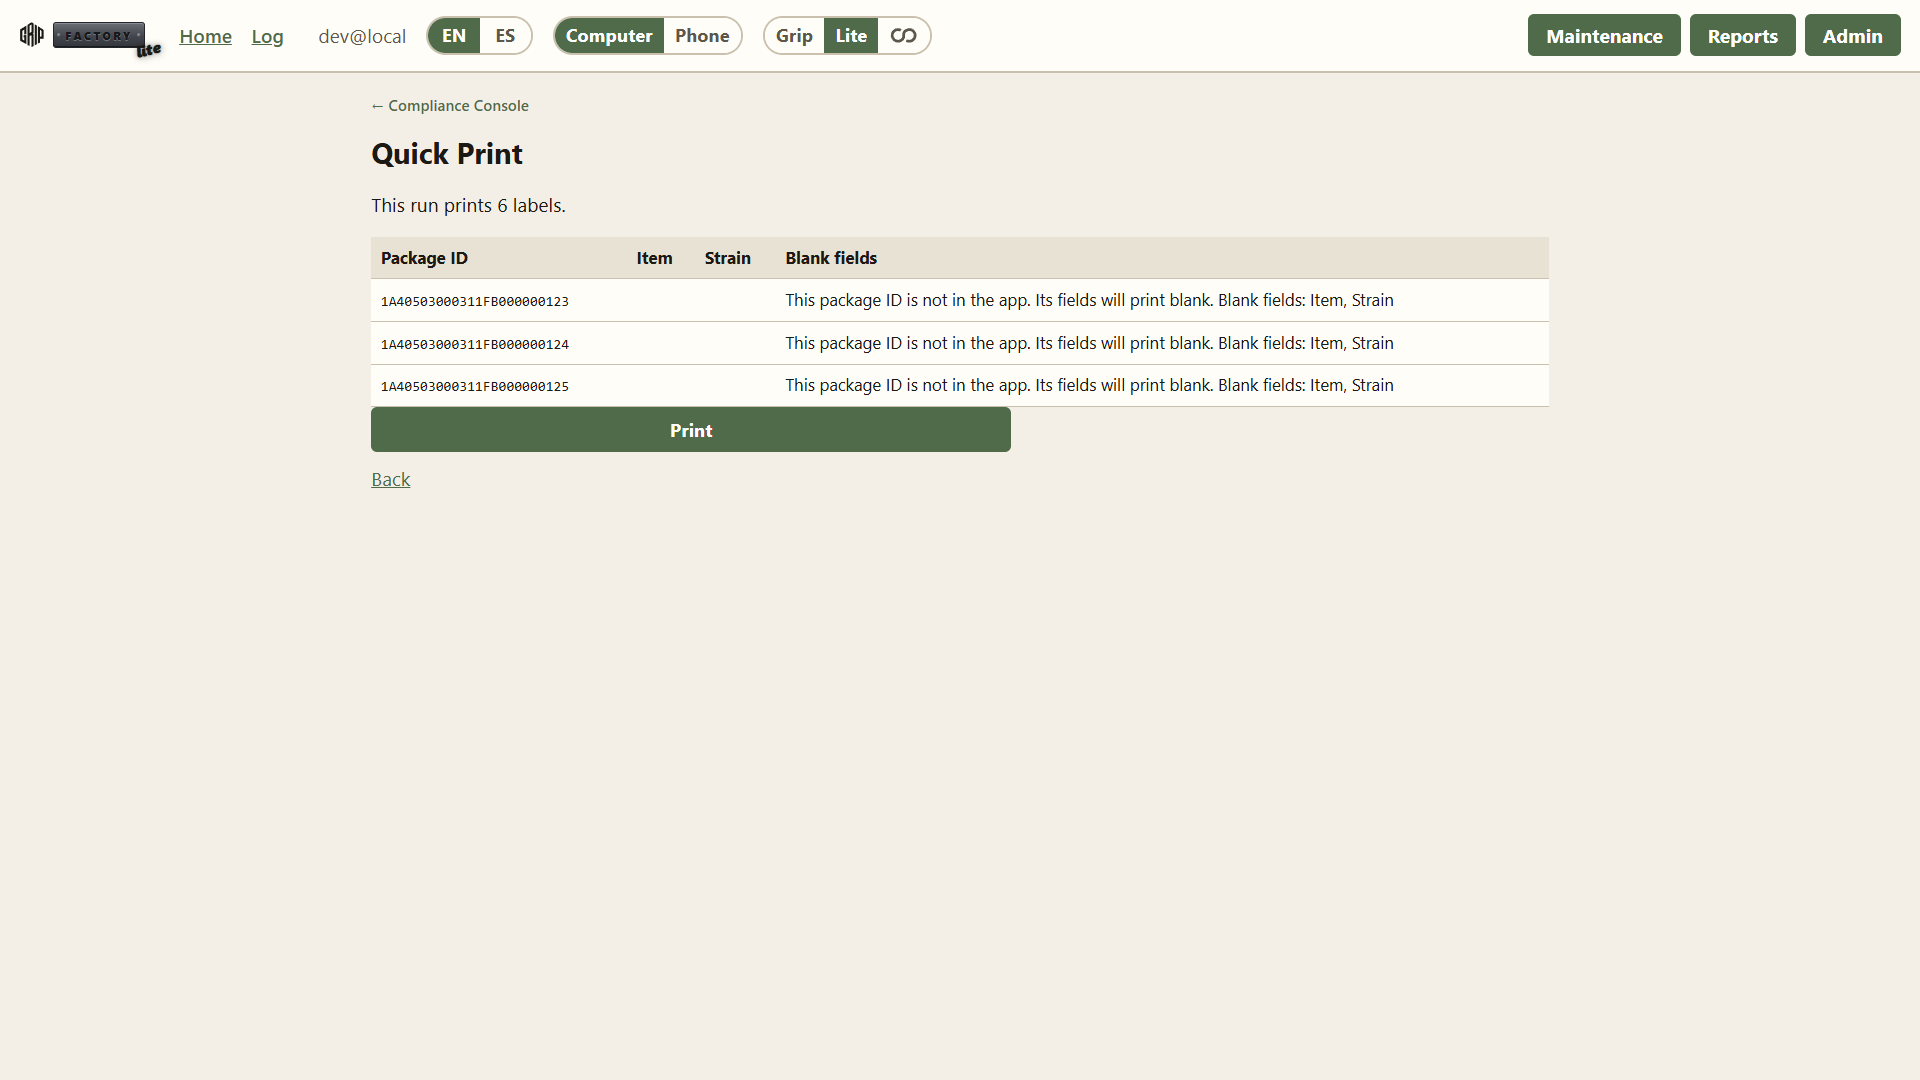 GRIP FACTORY lite Home Log dev@local EN ES Computer Phone Grip Lite Maintenance Reports Admin
← Compliance Console
Quick Print
This run prints 6 labels.
Package ID Item Strain Blank fields
1A40503000311FB000000123 This package ID is not in the app. Its fields will print blank. Blank fields: Item, Strain
1A40503000311FB000000124 This package ID is not in the app. Its fields will print blank. Blank fields: Item, Strain
1A40503000311FB000000125 This package ID is not in the app. Its fields will print blank. Blank fields: Item, Strain
Print
Back